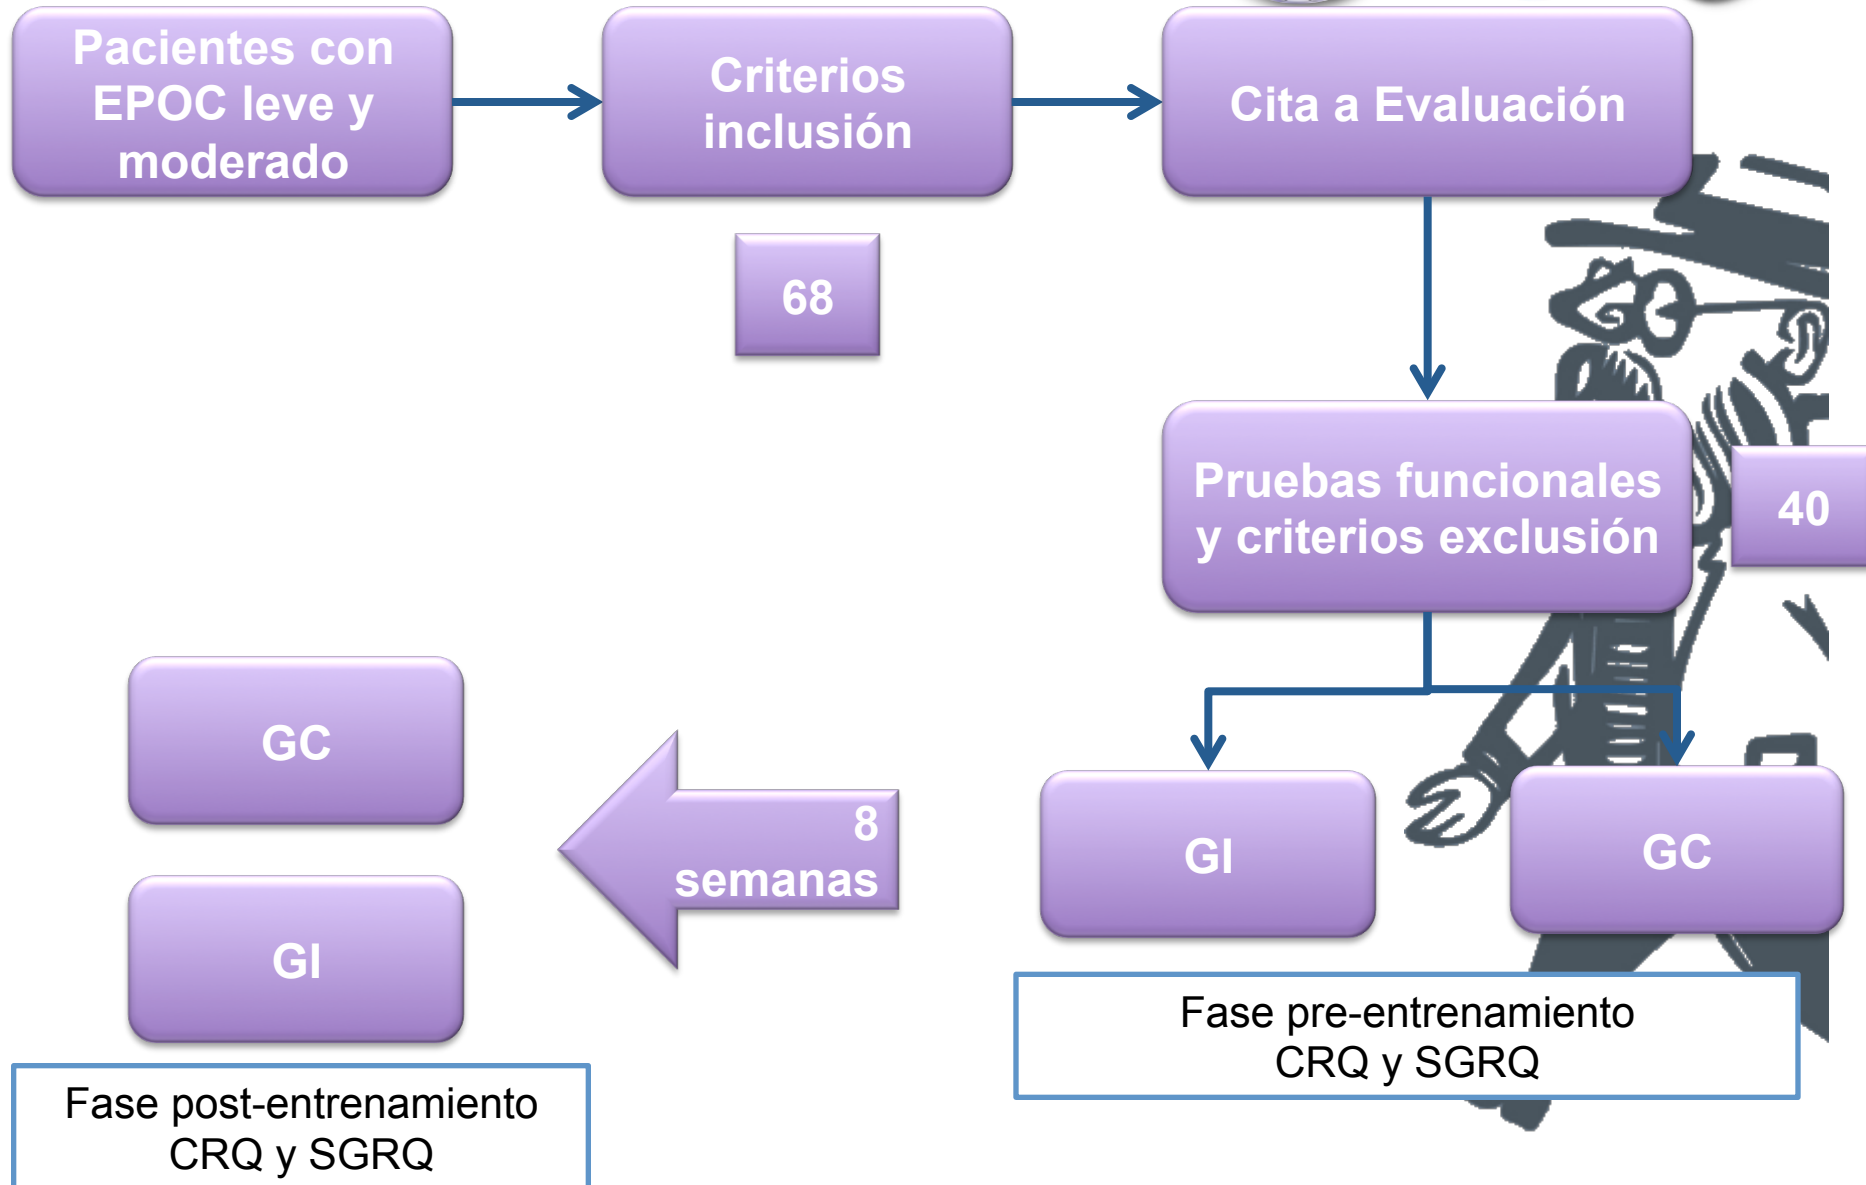 Pacientes con
EPOC leve y
moderado
Criterios
inclusión
Cita a Evaluación
68
Pruebas funcionales
y criterios exclusión
40
GI
GC
Fase pre-entrenamiento
CRQ y SGRQ
8
semanas
GC
GI
Fase post-entrenamiento
CRQ y SGRQ